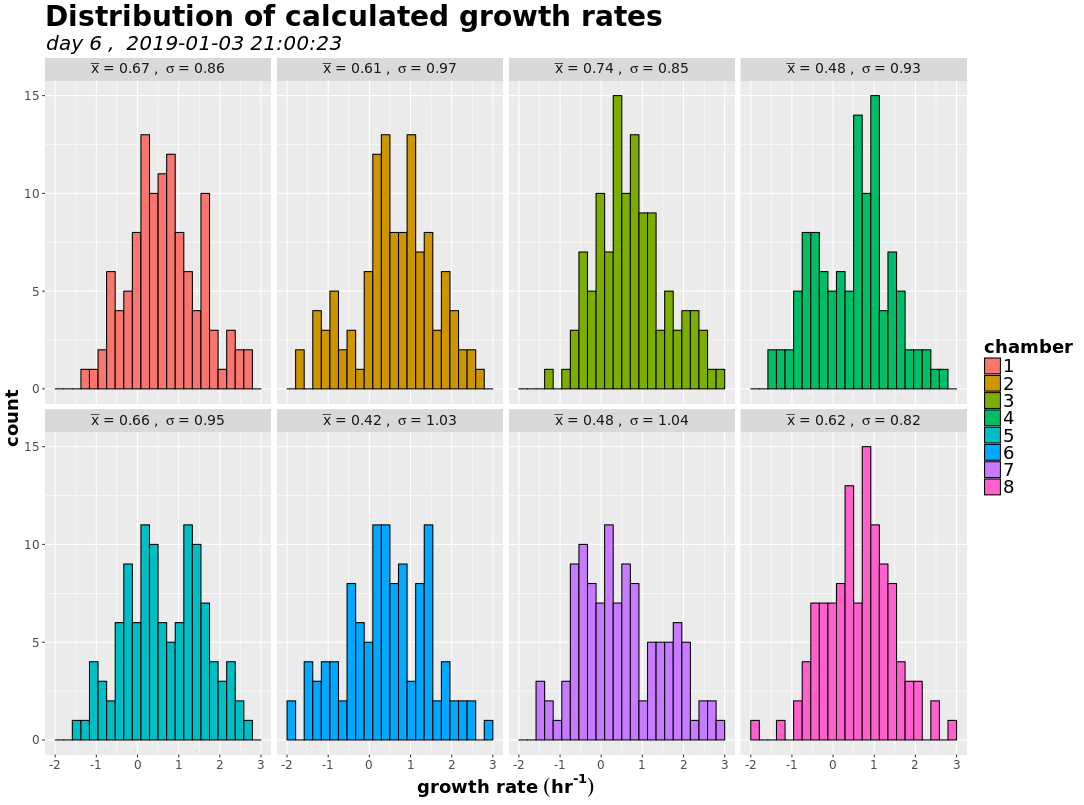 Distribution of calculated growth rates
day 6 ,  2019-01-03 21:00:23
x̅ = 0.67 ,  σ = 0.86
x̅ = 0.61 ,  σ = 0.97
x̅ = 0.74 ,  σ = 0.85
x̅ = 0.48 ,  σ = 0.93
15
10
5
0
x̅ = 0.66 ,  σ = 0.95
x̅ = 0.42 ,  σ = 1.03
x̅ = 0.48 ,  σ = 1.04
x̅ = 0.62 ,  σ = 0.82
15
10
5
0
-2 -1 0 1 2 3
-2 -1 0 1 2 3
-2 -1 0 1 2 3
-2 -1 0 1 2 3
count
growth rate (hr⁻¹)
chamber
1
2
3
4
5
6
7
8